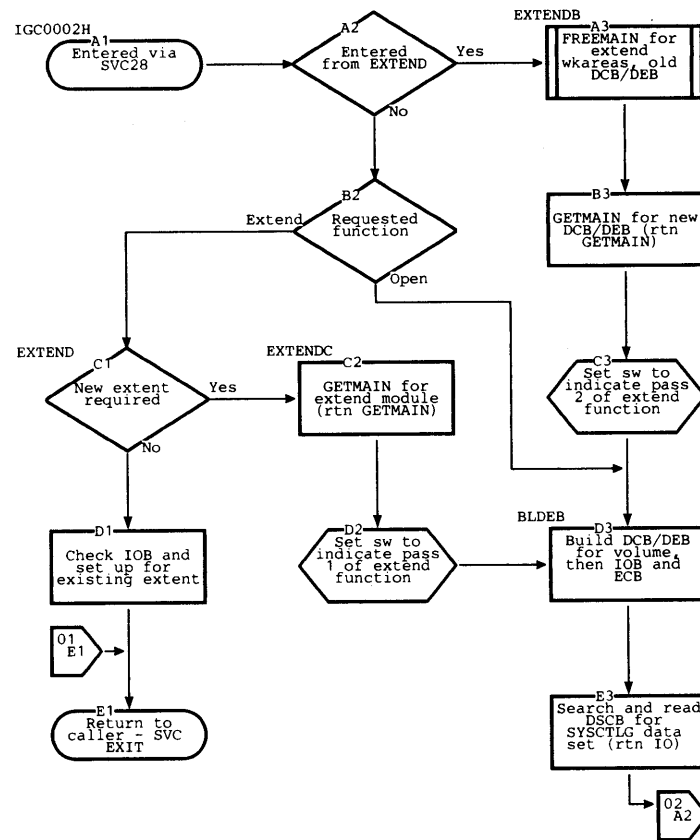 IGC0002H
A1
Entered via
SVC28
A2
Entered
from EXTEND
Yes
No
EXTENDB
A3
FREEMAIN for
extend
wkareas, old
DCB/DEB
B2
Requested
function
Extend
Open
B3
GETMAIN for new
DCB/DEB (rtn
GETMAIN)
EXTEND
C1
New extent
required
Yes
No
EXTENDC
C2
GETMAIN for
extend module
(rtn GETMAIN)
C3
Set sw to
indicate pass
2 of extend
function
D1
Check IOB and
set up for
existing extent
D2
Set sw to
indicate pass
1 of extend
function
BLDEB
D3
Build DCB/DEB
for volume,
then IOB and
ECB
01
E1
E1
Return to
caller - SVC
EXIT
E3
Search and read
DSCB for
SYSCTLG data
set (rtn IO)
02
A2